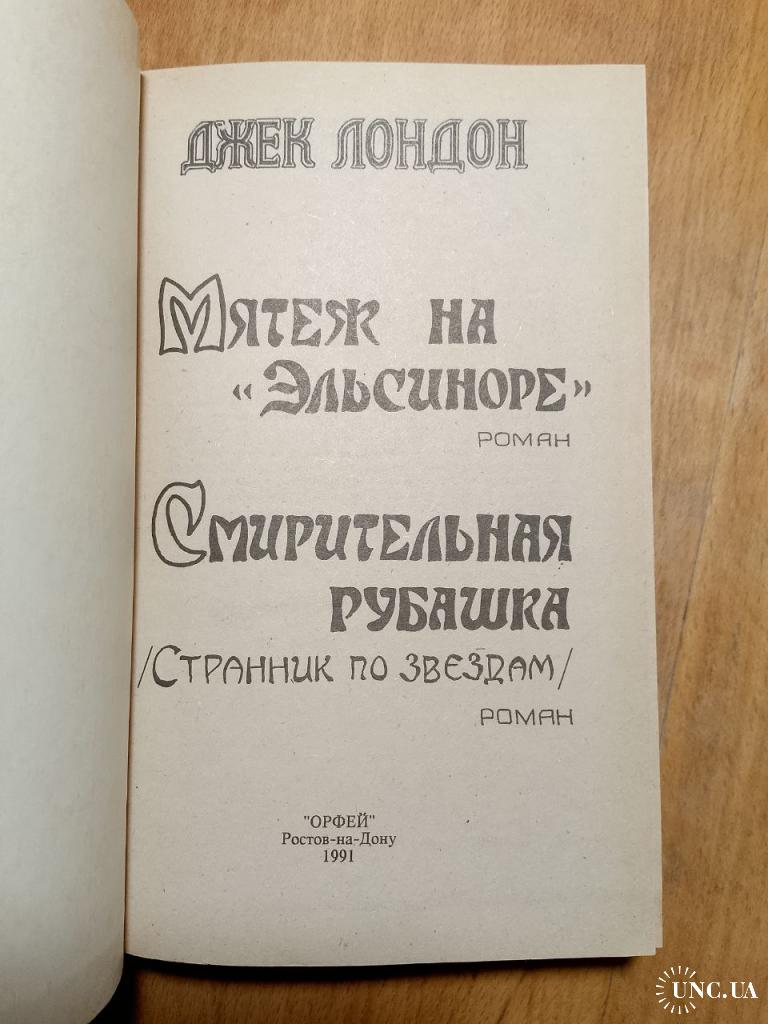 ДЖЕК ЛОНДОН
МЯТЕЖ НА
«ЭЛЬСИНОРЕ»
РОМАН
СМИРИТЕЛЬНАЯ
РУБАШКА
/СТРАННИК ПО ЗВЕЗДАМ/
РОМАН
"ОРФЕЙ"
Ростов-на-Дону
1991
UNC.UA